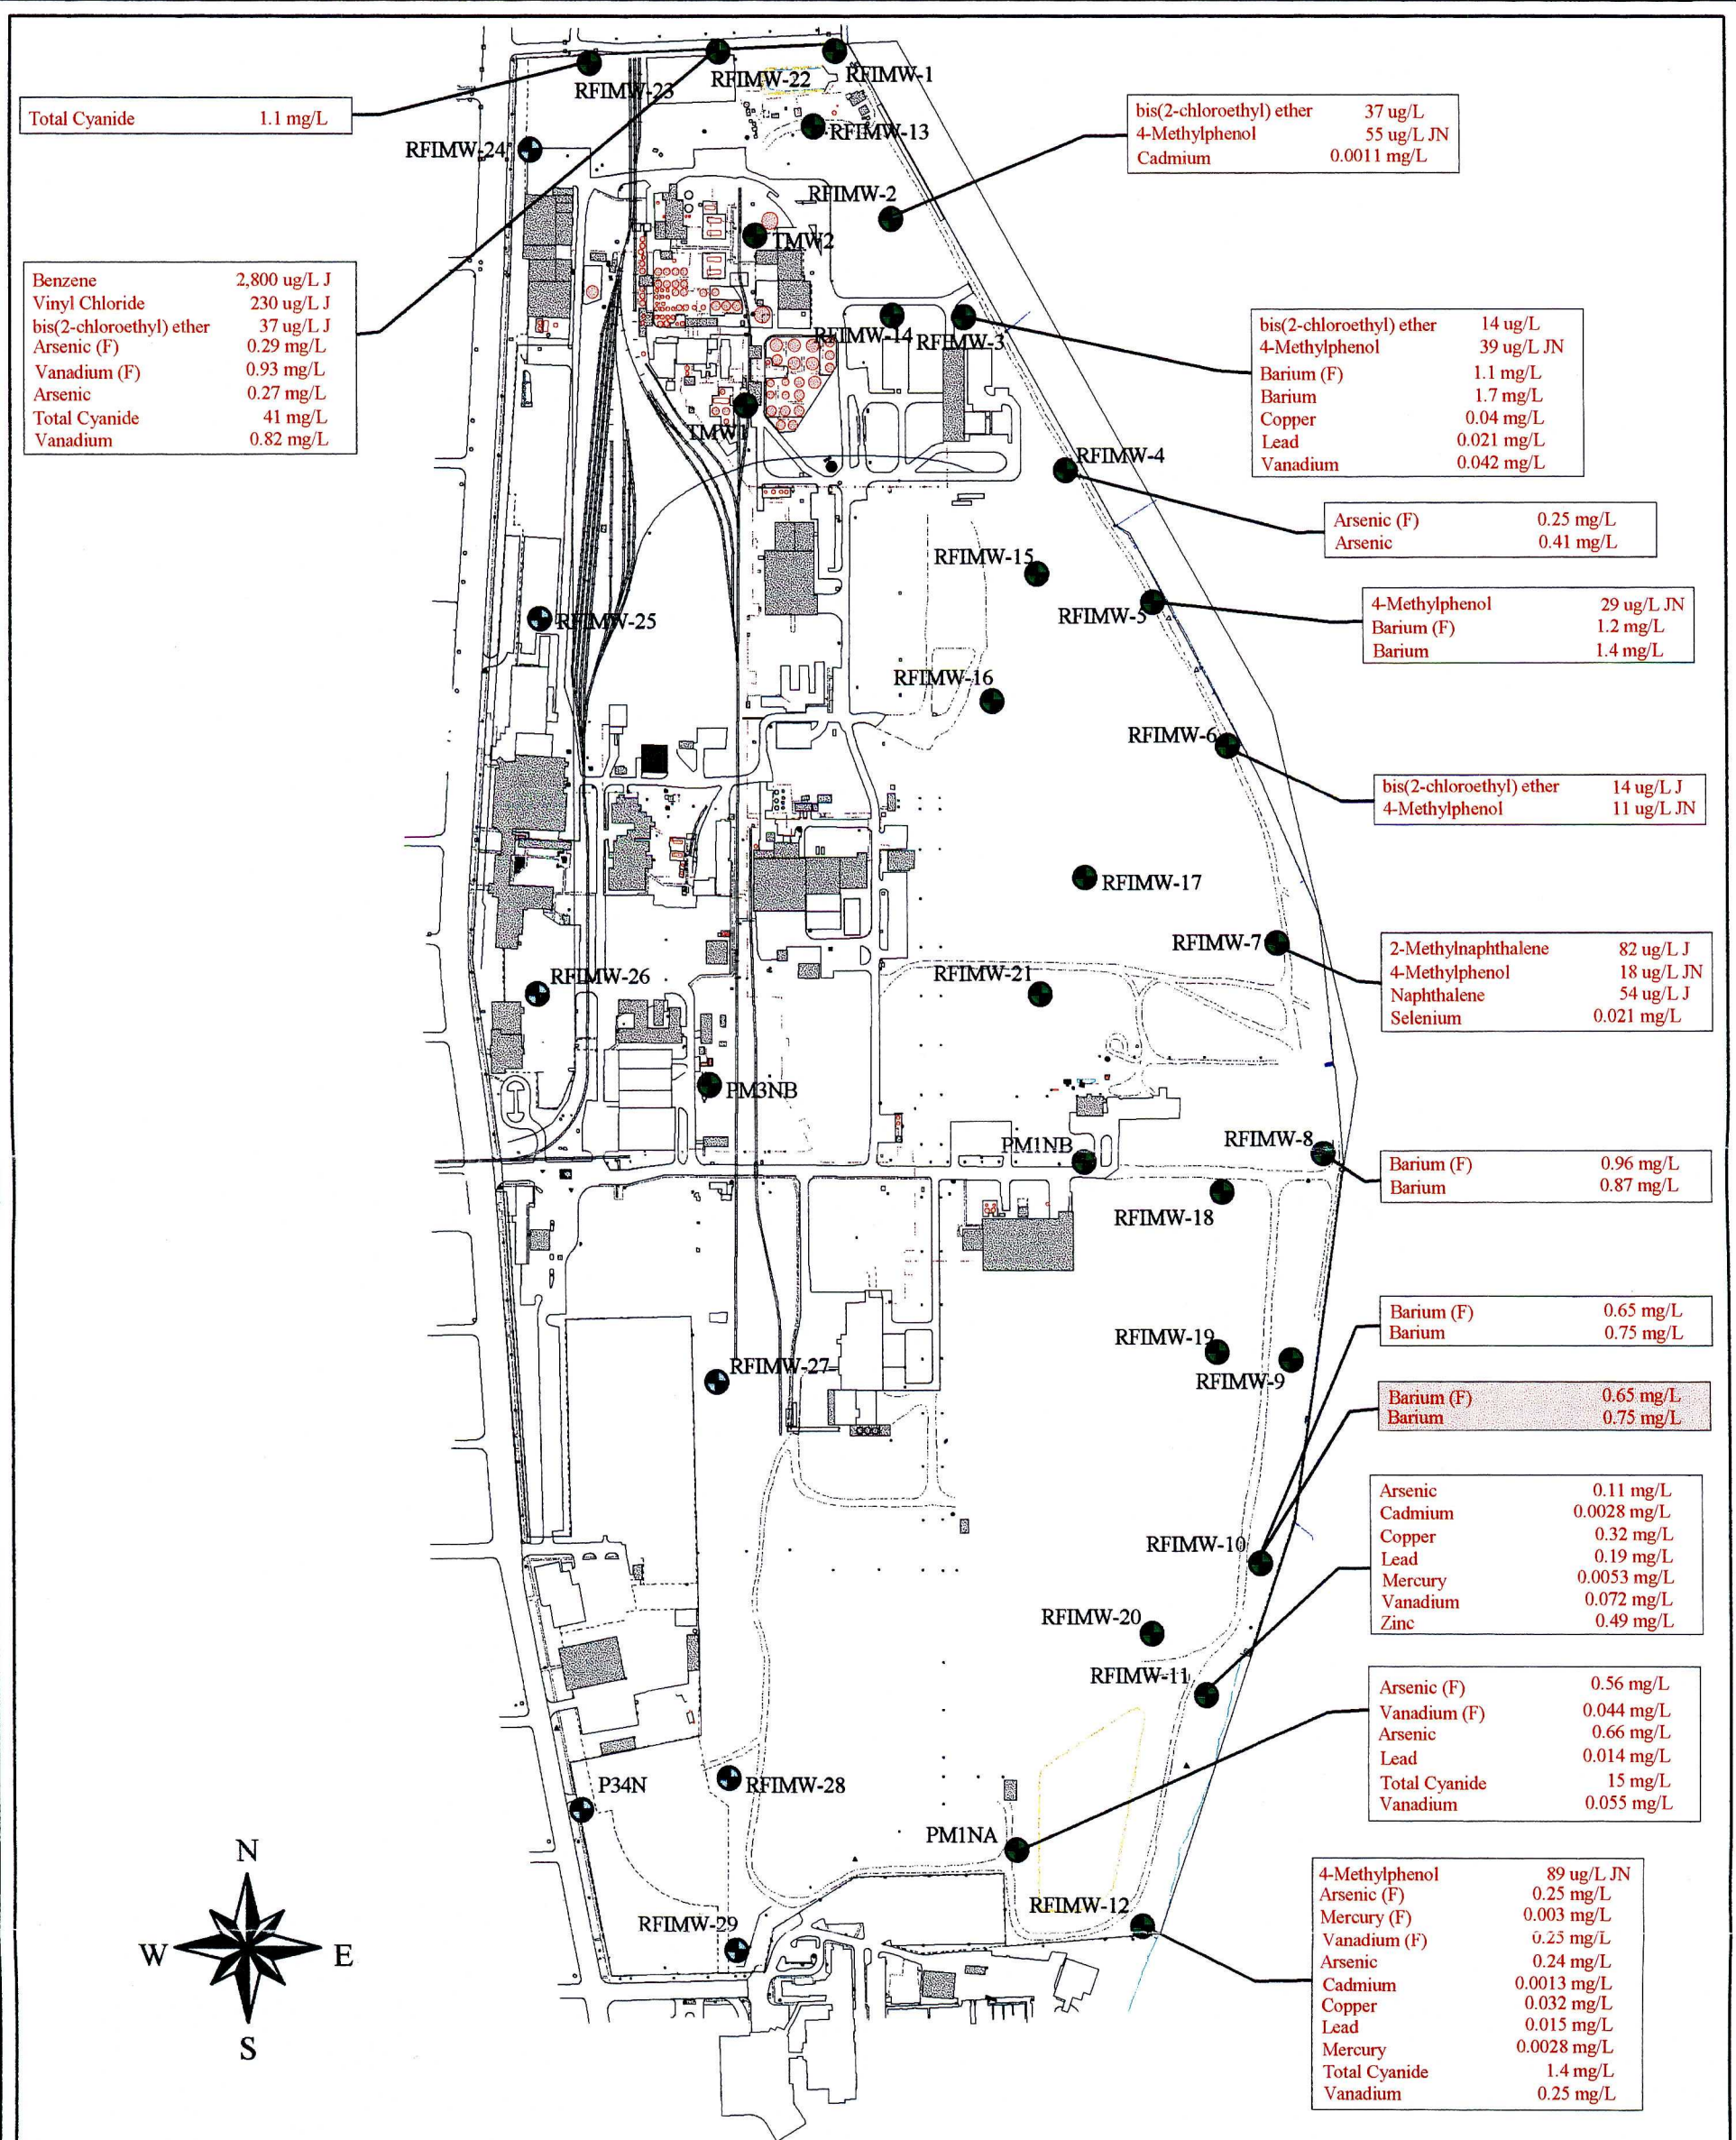 RFIMW-23
RFIMW-22
RFIMW-1
Total Cyanide 1.1 mg/L
RFIMW-24
RFIMW-13
bis(2-chloroethyl) ether 37 ug/L
4-Methylphenol 55 ug/L JN
Cadmium 0.0011 mg/L
RFIMW-2
TMW2
Benzene 2,800 ug/L J
Vinyl Chloride 230 ug/L J
bis(2-chloroethyl) ether 37 ug/L J
Arsenic (F) 0.29 mg/L
Vanadium (F) 0.93 mg/L
Arsenic 0.27 mg/L
Total Cyanide 41 mg/L
Vanadium 0.82 mg/L
RFIMW-14
RFIMW-3
bis(2-chloroethyl) ether 14 ug/L
4-Methylphenol 39 ug/L JN
Barium (F) 1.1 mg/L
Barium 1.7 mg/L
Copper 0.04 mg/L
Lead 0.021 mg/L
Vanadium 0.042 mg/L
TMW1
RFIMW-4
Arsenic (F) 0.25 mg/L
Arsenic 0.41 mg/L
RFIMW-15
RFIMW-5
4-Methylphenol 29 ug/L JN
Barium (F) 1.2 mg/L
Barium 1.4 mg/L
RFIMW-25
RFIMW-16
RFIMW-6
bis(2-chloroethyl) ether 14 ug/L J
4-Methylphenol 11 ug/L JN
RFIMW-17
RFIMW-7
2-Methylnaphthalene 82 ug/L J
4-Methylphenol 18 ug/L JN
Naphthalene 54 ug/L J
Selenium 0.021 mg/L
RFIMW-26
RFIMW-21
PM3NB
PM1NB
RFIMW-8
Barium (F) 0.96 mg/L
Barium 0.87 mg/L
RFIMW-18
Barium (F) 0.65 mg/L
Barium 0.75 mg/L
RFIMW-19
RFIMW-9
RFIMW-27
Barium (F) 0.65 mg/L
Barium 0.75 mg/L
RFIMW-10
Arsenic 0.11 mg/L
Cadmium 0.0028 mg/L
Copper 0.32 mg/L
Lead 0.19 mg/L
Mercury 0.0053 mg/L
Vanadium 0.072 mg/L
Zinc 0.49 mg/L
RFIMW-20
RFIMW-11
Arsenic (F) 0.56 mg/L
Vanadium (F) 0.044 mg/L
Arsenic 0.66 mg/L
Lead 0.014 mg/L
Total Cyanide 15 mg/L
Vanadium 0.055 mg/L
P34N
RFIMW-28
PM1NA
RFIMW-12
RFIMW-29
4-Methylphenol 89 ug/L JN
Arsenic (F) 0.25 mg/L
Mercury (F) 0.003 mg/L
Vanadium (F) 0.25 mg/L
Arsenic 0.24 mg/L
Cadmium 0.0013 mg/L
Copper 0.032 mg/L
Lead 0.015 mg/L
Mercury 0.0028 mg/L
Total Cyanide 1.4 mg/L
Vanadium 0.25 mg/L
N
W E
S